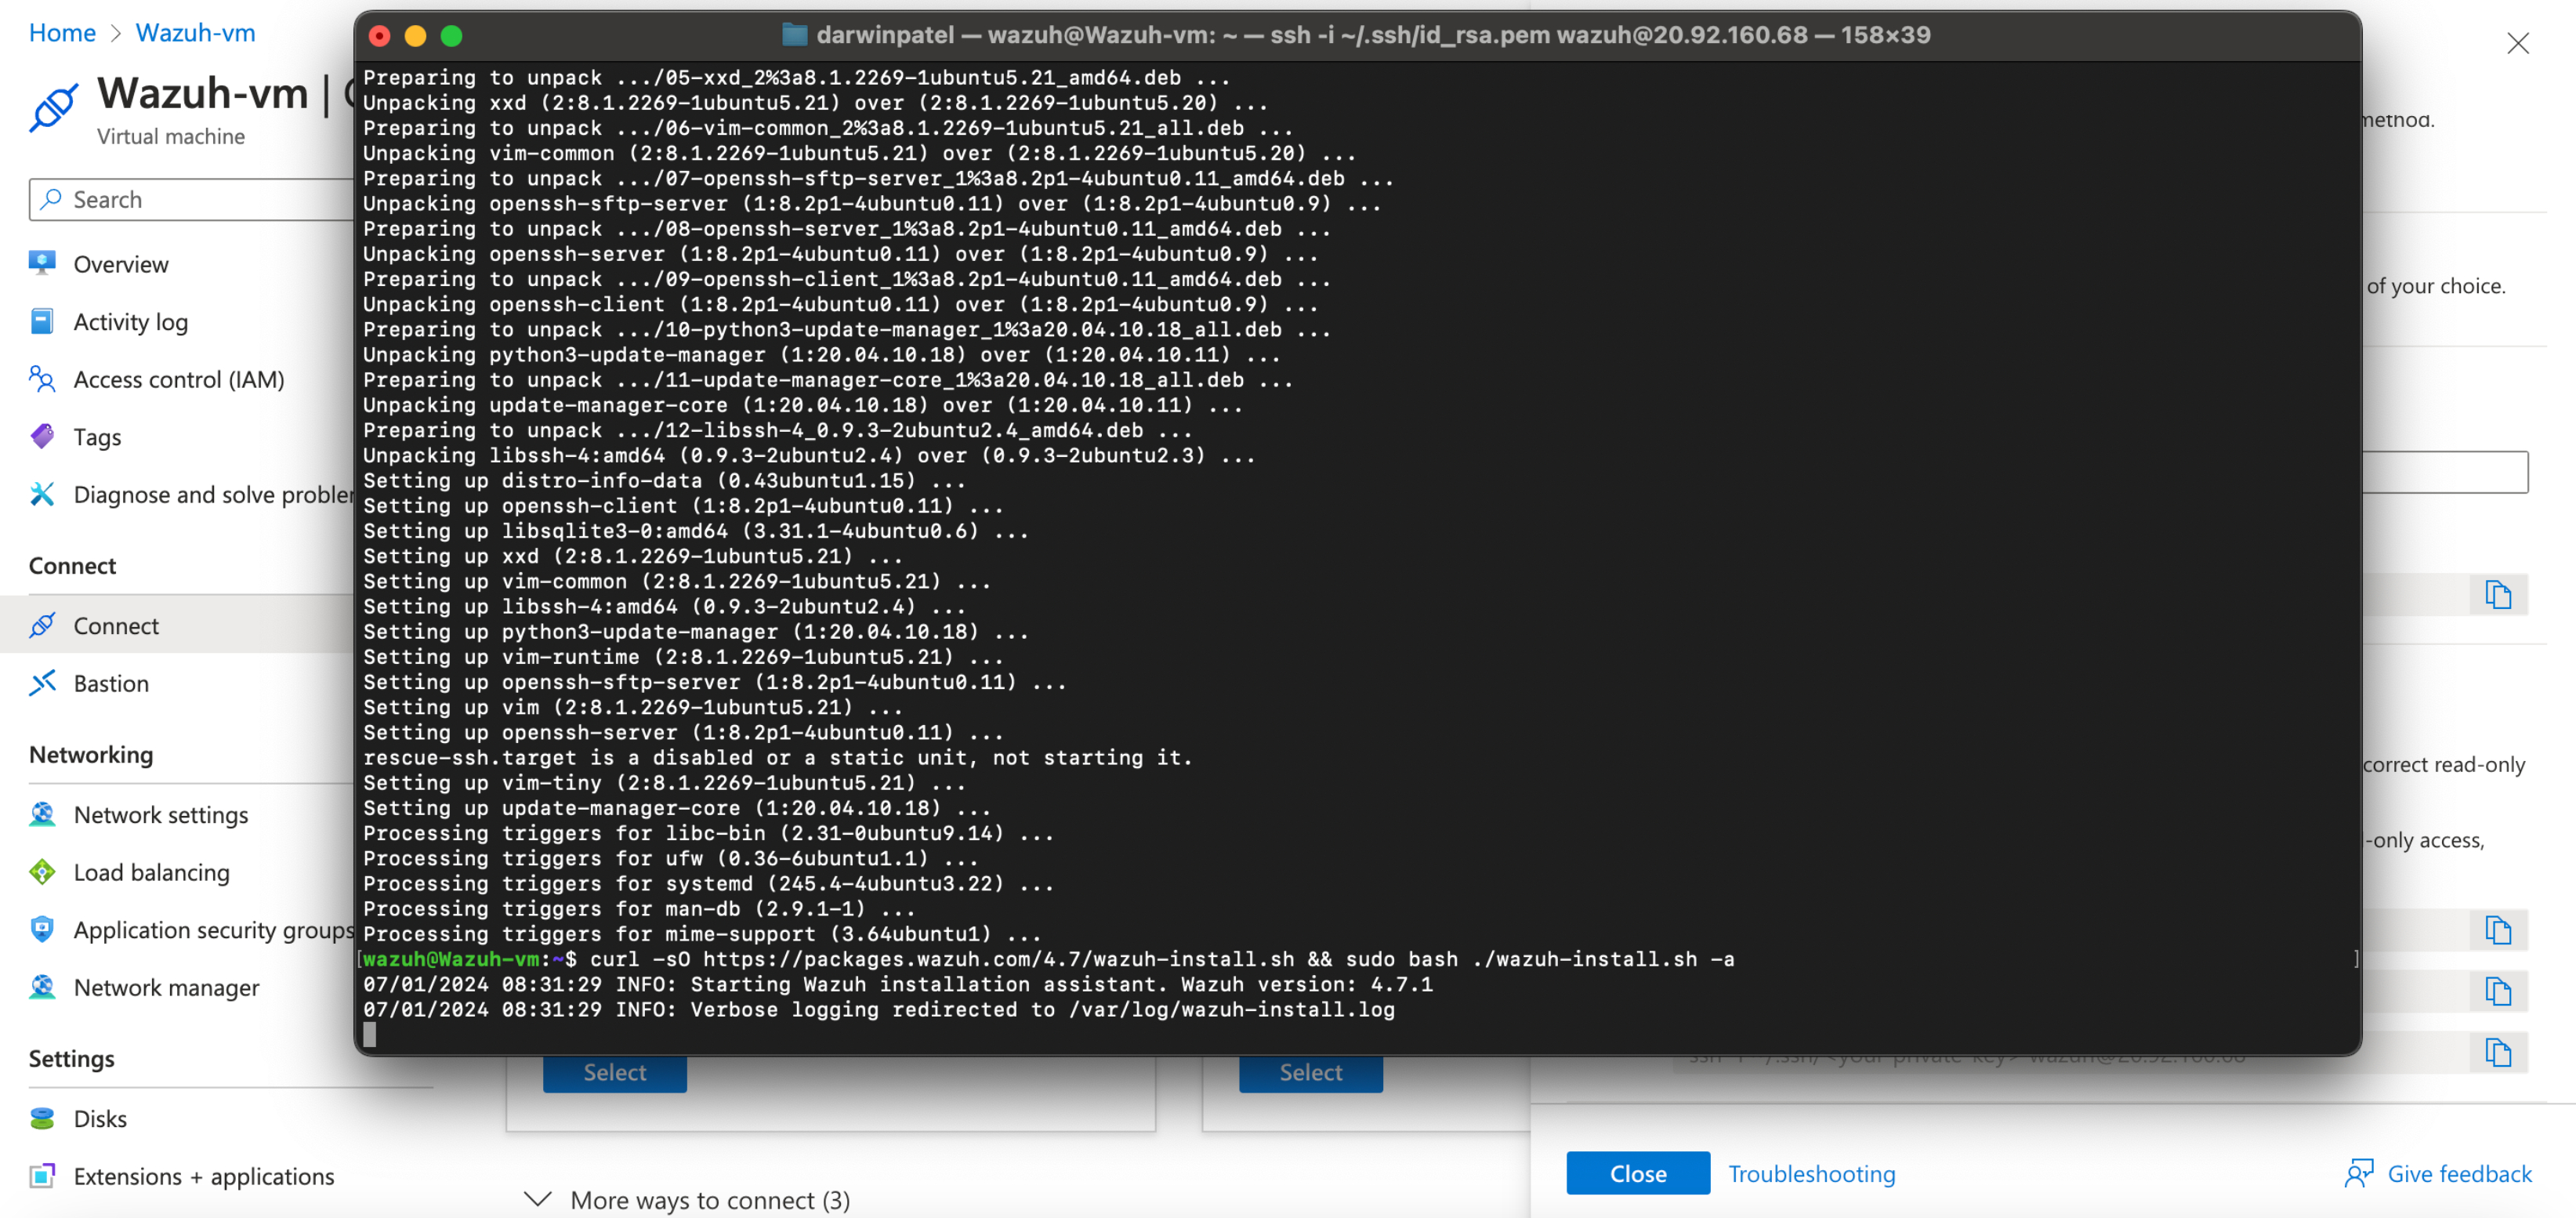 Home > Wazuh-vm
Wazuh-vm |
Virtual machine
Search
Overview
Activity log
Access control (IAM)
Tags
Diagnose and solve
Connect
Connect
Bastion
Networking
Network settings
Load balancing
Application security groups
Network manager
Settings
Disks
Extensions + applications
darwinpatel — wazuh@Wazuh-vm: ~ — ssh -i ~/.ssh/id_rsa.pem wazuh@20.92.160.68 — 158×39
Preparing to unpack .../05-xxd_2%3a8.1.2269-1ubuntu5.21_amd64.deb ...
Unpacking xxd (2:8.1.2269-1ubuntu5.21) over (2:8.1.2269-1ubuntu5.20) ...
Preparing to unpack .../06-vim-common_2%3a8.1.2269-1ubuntu5.21_all.deb ...
Unpacking vim-common (2:8.1.2269-1ubuntu5.21) over (2:8.1.2269-1ubuntu5.20) ...
Preparing to unpack .../07-openssh-sftp-server_1%3a8.2p1-4ubuntu0.11_amd64.deb ...
Unpacking openssh-sftp-server (1:8.2p1-4ubuntu0.11) over (1:8.2p1-4ubuntu0.9) ...
Preparing to unpack .../08-openssh-server_1%3a8.2p1-4ubuntu0.11_amd64.deb ...
Unpacking openssh-server (1:8.2p1-4ubuntu0.11) over (1:8.2p1-4ubuntu0.9) ...
Preparing to unpack .../09-openssh-client_1%3a8.2p1-4ubuntu0.11_amd64.deb ...
Unpacking openssh-client (1:8.2p1-4ubuntu0.11) over (1:8.2p1-4ubuntu0.9) ...
Preparing to unpack .../10-python3-update-manager_1%3a20.04.10.18_all.deb ...
Unpacking python3-update-manager (1:20.04.10.18) over (1:20.04.10.11) ...
Preparing to unpack .../11-update-manager-core_1%3a20.04.10.18_all.deb ...
Unpacking update-manager-core (1:20.04.10.18) over (1:20.04.10.11) ...
Preparing to unpack .../12-libssh-4_0.9.3-2ubuntu2.4_amd64.deb ...
Unpacking libssh-4:amd64 (0.9.3-2ubuntu2.4) over (0.9.3-2ubuntu2.3) ...
Setting up distro-info-data (0.43ubuntu1.15) ...
Setting up openssh-client (1:8.2p1-4ubuntu0.11) ...
Setting up libsqlite3-0:amd64 (3.31.1-4ubuntu0.6) ...
Setting up xxd (2:8.1.2269-1ubuntu5.21) ...
Setting up vim-common (2:8.1.2269-1ubuntu5.21) ...
Setting up libssh-4:amd64 (0.9.3-2ubuntu2.4) ...
Setting up python3-update-manager (1:20.04.10.18) ...
Setting up vim-runtime (2:8.1.2269-1ubuntu5.21) ...
Setting up openssh-sftp-server (1:8.2p1-4ubuntu0.11) ...
Setting up vim (2:8.1.2269-1ubuntu5.21) ...
Setting up openssh-server (1:8.2p1-4ubuntu0.11) ...
rescue-ssh.target is a disabled or a static unit, not starting it.
Setting up vim-tiny (2:8.1.2269-1ubuntu5.21) ...
Setting up update-manager-core (1:20.04.10.18) ...
Processing triggers for libc-bin (2.31-0ubuntu9.14) ...
Processing triggers for ufw (0.36-6ubuntu1.1) ...
Processing triggers for systemd (245.4-4ubuntu3.22) ...
Processing triggers for man-db (2.9.1-1) ...
Processing triggers for mime-support (3.64ubuntu1) ...
[wazuh@Wazuh-vm:~$ curl -sO https://packages.wazuh.com/4.7/wazuh-install.sh && sudo bash ./wazuh-install.sh -a ]
07/01/2024 08:31:29 INFO: Starting Wazuh installation assistant. Wazuh version: 4.7.1
07/01/2024 08:31:29 INFO: Verbose logging redirected to /var/log/wazuh-install.log
Select
Select
More ways to connect (3)
of your choice.
correct read-only
-only access,
ssh -i ~/.ssh/<your private key> wazuh@20.92.160.68
Close
Troubleshooting
Give feedback